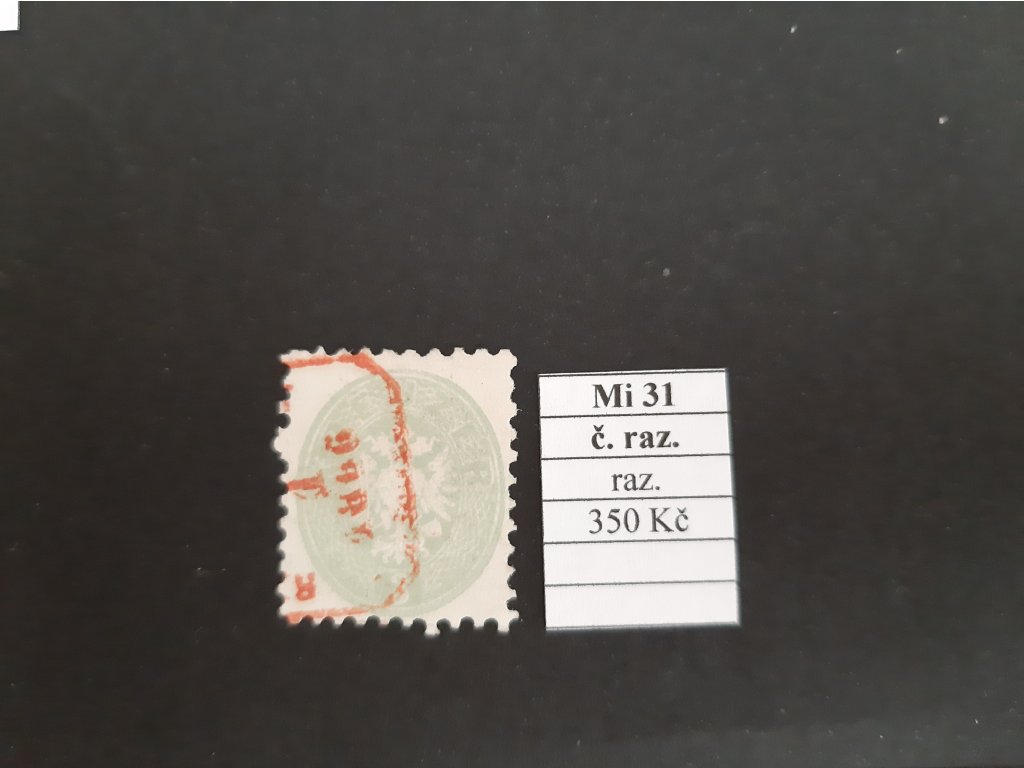 Mi 31
č. raz.
raz.
350 Kč